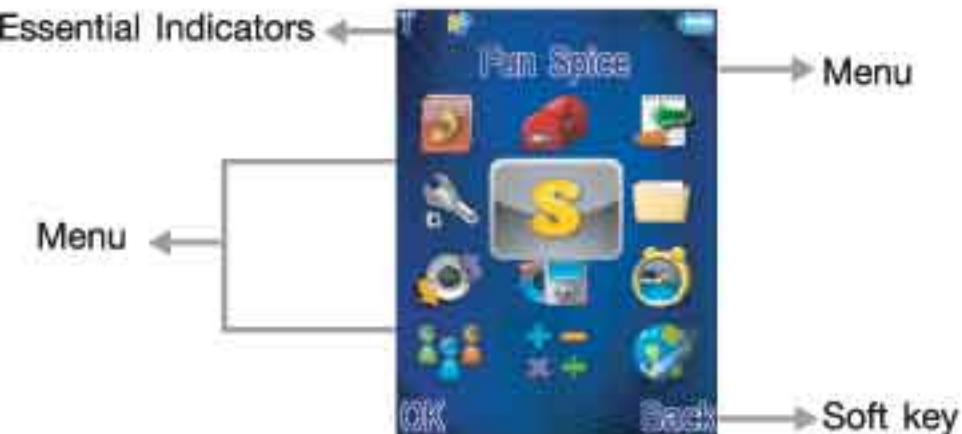 Essential Indicators
Fun Spice
Menu
S
Menu
OK
Back
Soft key